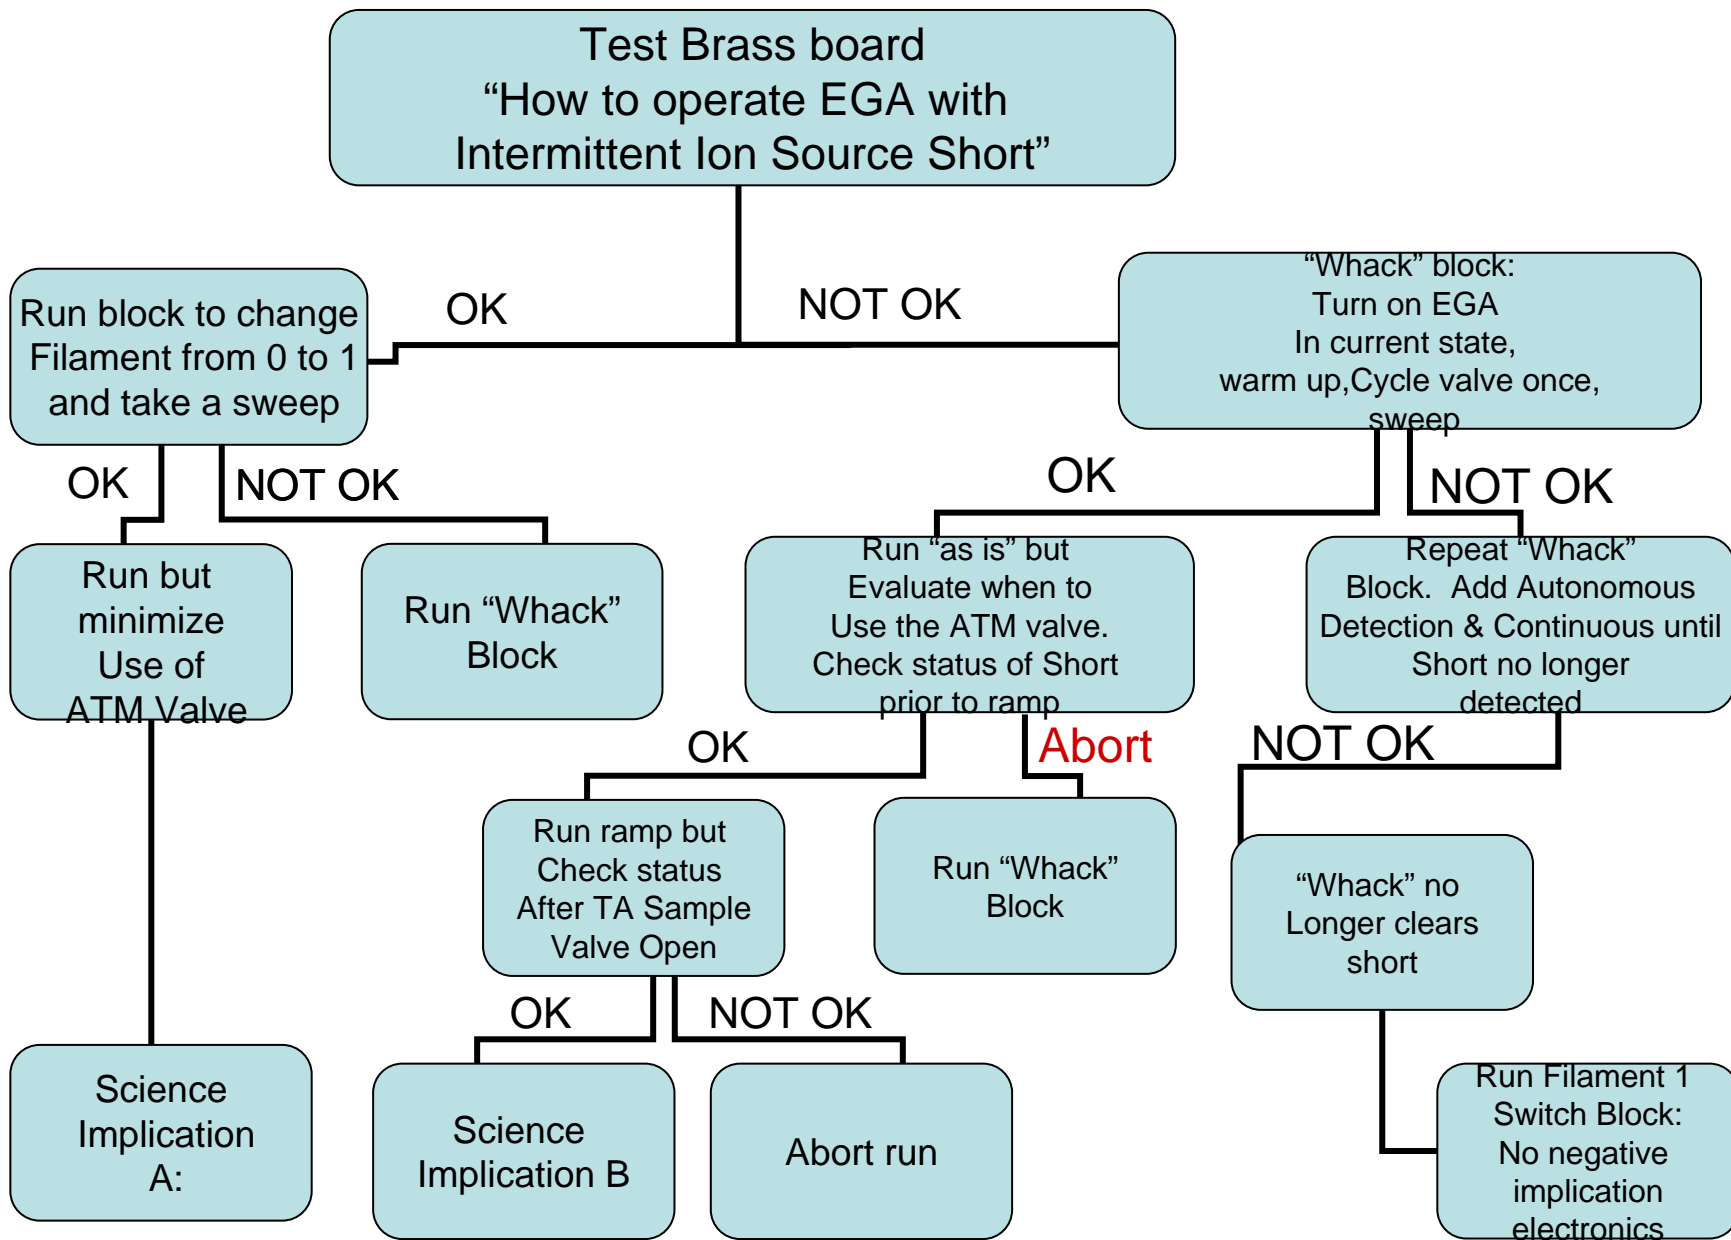 Test Brass board
“How to operate EGA with
Intermittent Ion Source Short”
OK
NOT OK
Run block to change
Filament from 0 to 1
and take a sweep
“Whack” block:
Turn on EGA
In current state,
warm up,Cycle valve once,
sweep
OK
NOT OK
OK
NOT OK
Run but
minimize
Use of
ATM Valve
Run “Whack”
Block
Run “as is” but
Evaluate when to
Use the ATM valve.
Check status of Short
prior to ramp
Repeat “Whack”
Block.  Add Autonomous
Detection & Continuous until
Short no longer
detected
OK
Abort
NOT OK
Run ramp but
Check status
After TA Sample
Valve Open
Run “Whack”
Block
“Whack” no
Longer clears
short
OK
NOT OK
Science
Implication
A:
Science
Implication B
Abort run
Run Filament 1
Switch Block:
No negative
implication
electronics